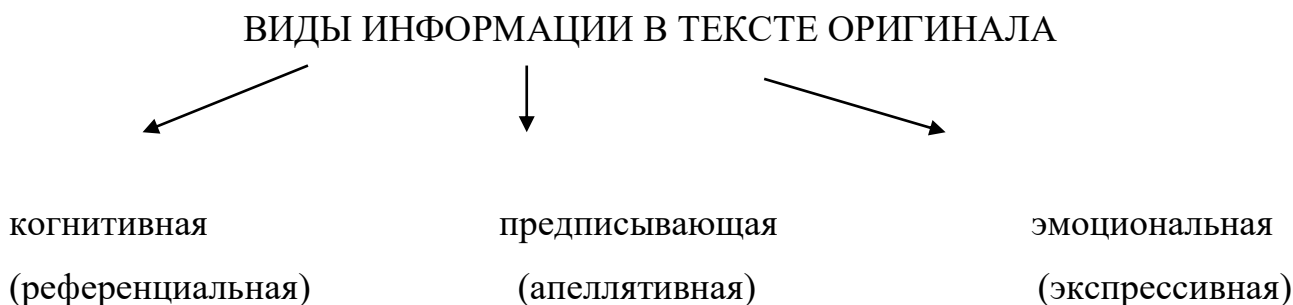 ВИДЫ ИНФОРМАЦИИ В ТЕКСТЕ ОРИГИНАЛА
когнитивная предписывающая эмоциональная
(референциальная) (апеллятивная) (экспрессивная)